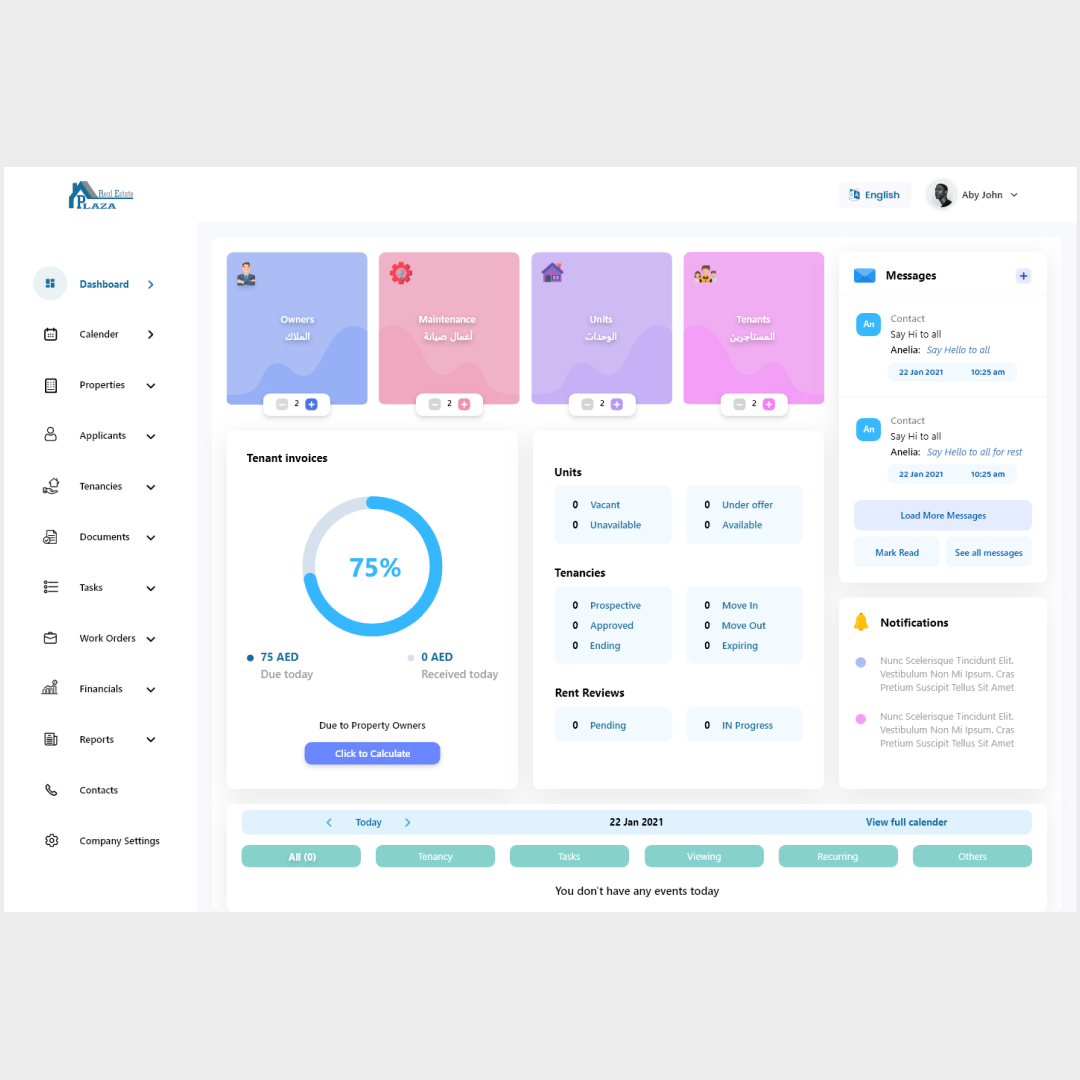 Real Estate
PLAZA
English
Aby John
Dashboard
Calender
Properties
Applicants
Tenancies
Documents
Tasks
Work Orders
Financials
Reports
Contacts
Company Settings
Owners
الملاك
2
Maintenance
أعمال صيانة
2
Units
الوحدات
2
Tenants
المستاجرين
2
Tenant invoices
75%
75 AED
Due today
0 AED
Received today
Due to Property Owners
Click to Calculate
Units
0 Vacant
0 Unavailable
0 Under offer
0 Available
Tenancies
0 Prospective
0 Approved
0 Ending
0 Move In
0 Move Out
0 Expiring
Rent Reviews
0 Pending
0 IN Progress
Messages
An
Contact
Say Hi to all
Anelia: Say Hello to all
22 Jan 2021 10:25 am
An
Contact
Say Hi to all
Anelia: Say Hello to all for rest
22 Jan 2021 10:25 am
Load More Messages
Mark Read
See all messages
Notifications
Nunc Scelerisque Tincidunt Elit.
Vestibulum Non Mi Ipsum. Cras
Pretium Suscipit Tellus Sit Amet
Nunc Scelerisque Tincidunt Elit.
Vestibulum Non Mi Ipsum. Cras
Pretium Suscipit Tellus Sit Amet
Today
22 Jan 2021
View full calender
All (0)
Tenancy
Tasks
Viewing
Recurring
Others
You don't have any events today